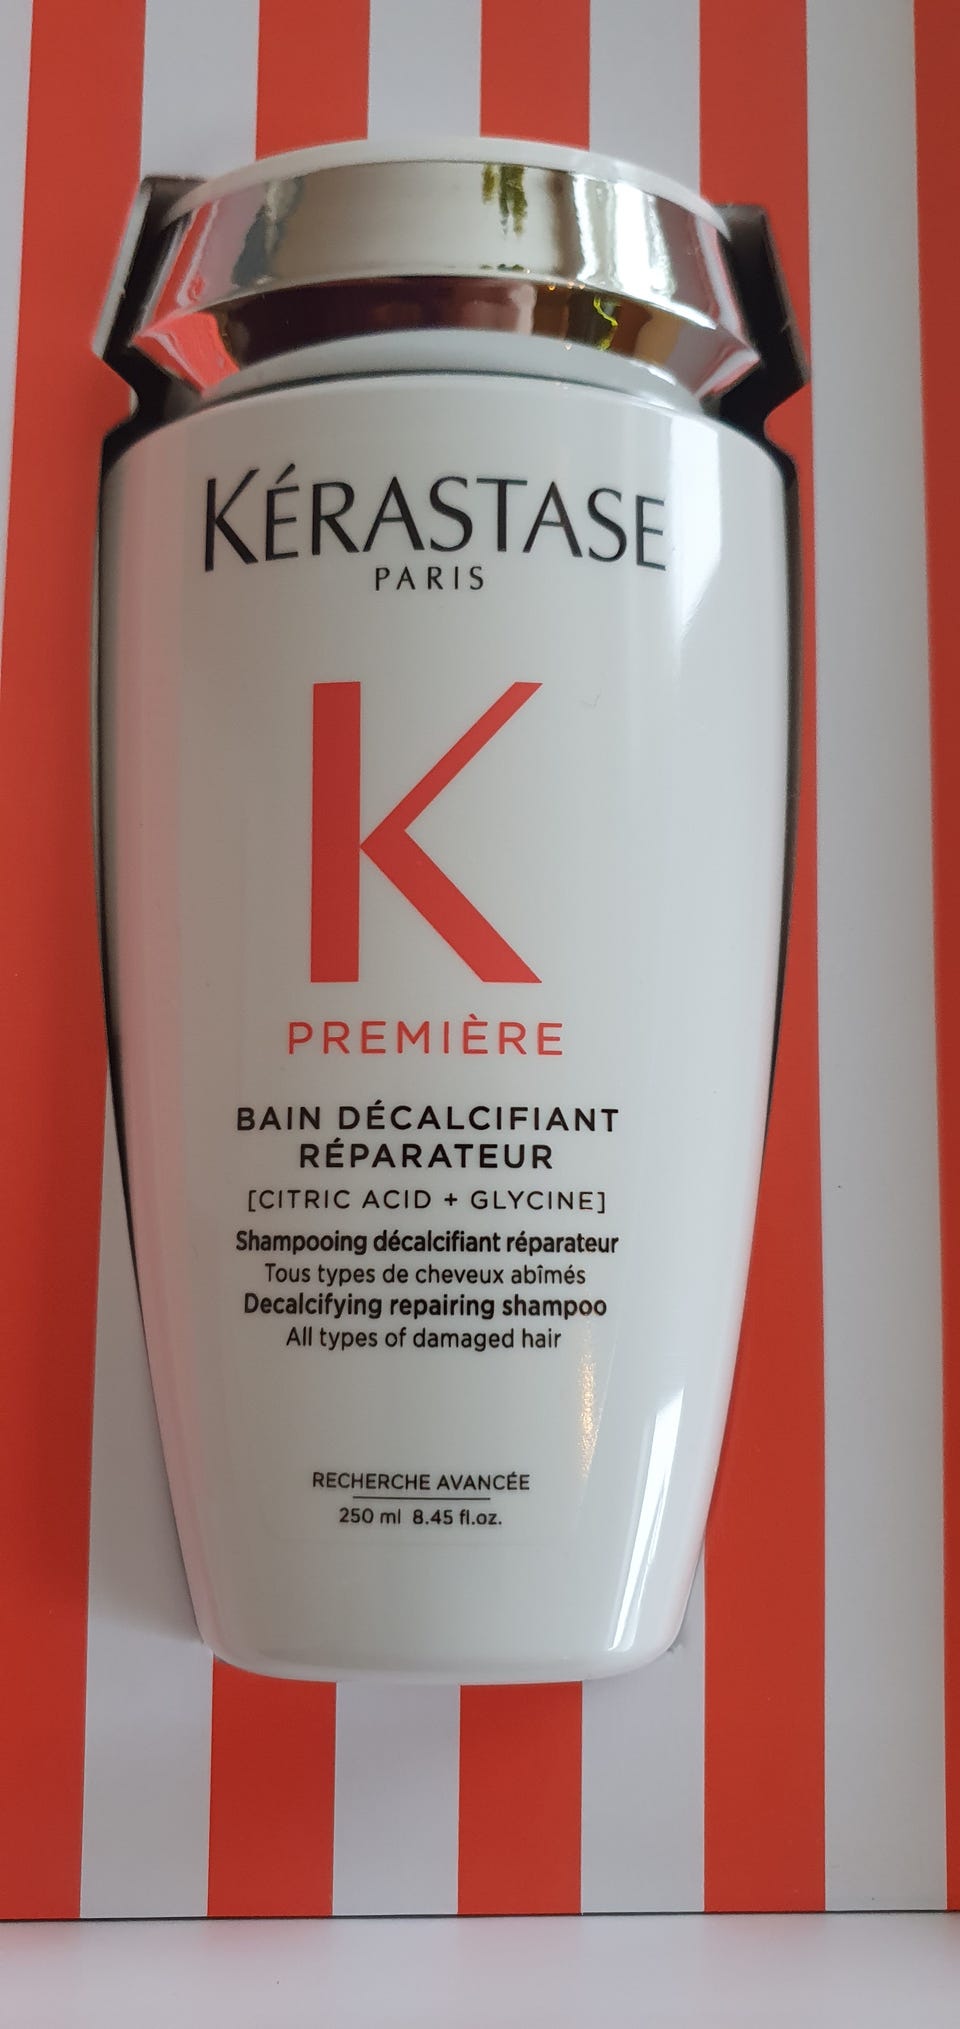 KÉRASTASE
PARIS
K
PREMIÈRE
BAIN DÉCALCIFIANT
RÉPARATEUR
[CITRIC ACID + GLYCINE]
Shampooing décalcifiant réparateur
Tous types de cheveux abîmés
Decalcifying repairing shampoo
All types of damaged hair
RECHERCHE AVANCÉE
250 ml 8.45 fl.oz.